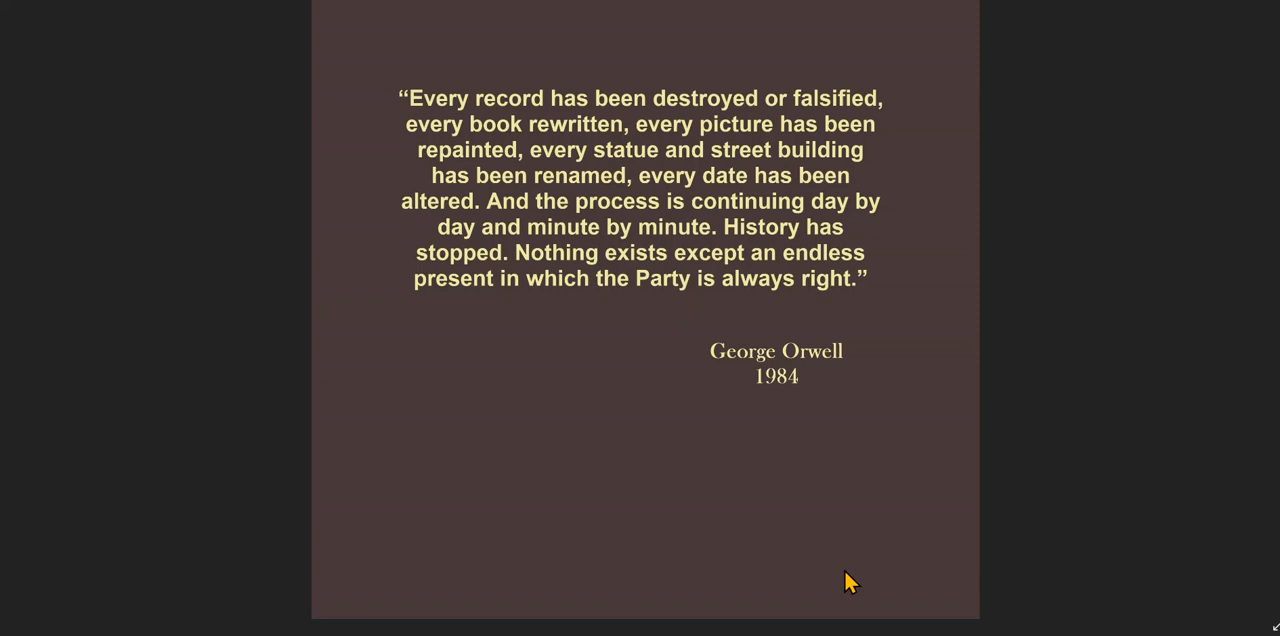 “Every record has been destroyed or falsified,
every book rewritten, every picture has been
repainted, every statue and street building
has been renamed, every date has been
altered. And the process is continuing day by
day and minute by minute. History has
stopped. Nothing exists except an endless
present in which the Party is always right.”
George Orwell
1984